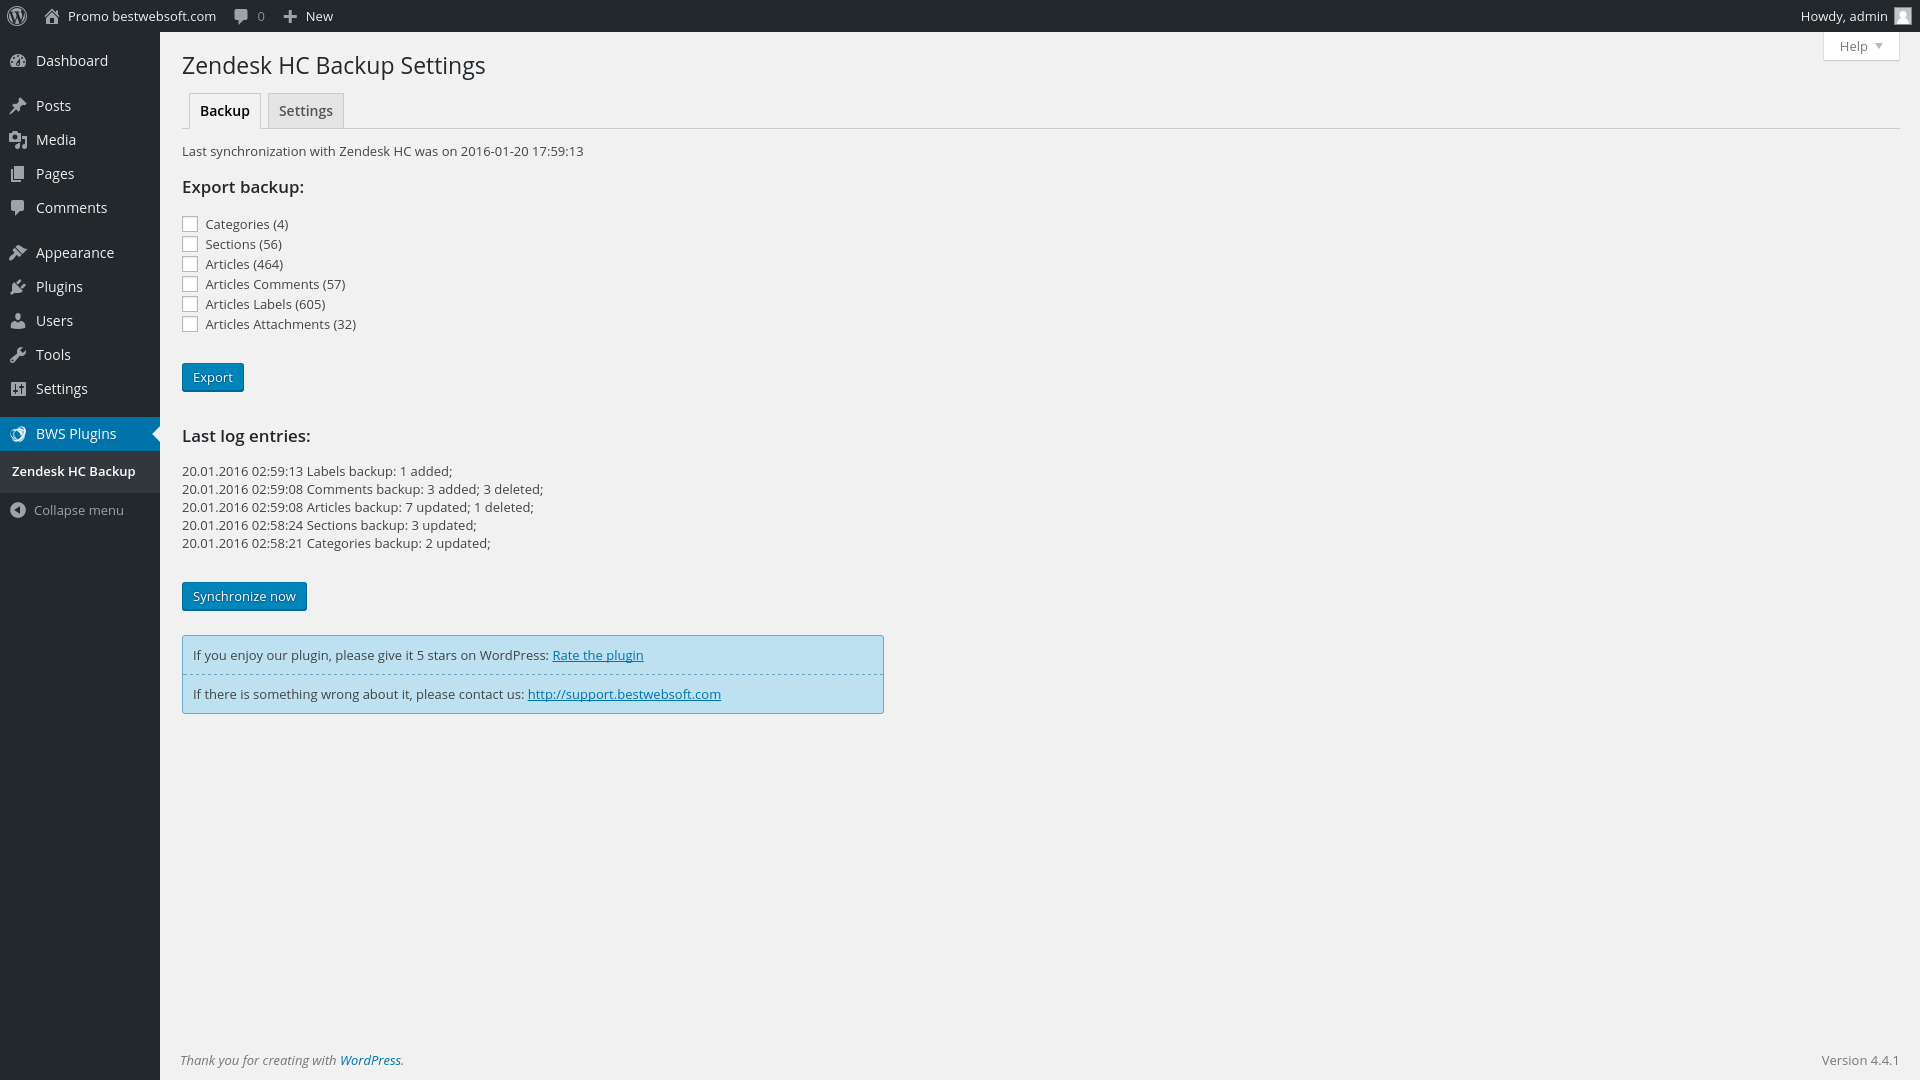 Promo bestwebsoft.com 0 New Howdy, admin
Help
Dashboard
Posts
Media
Pages
Comments
Appearance
Plugins
Users
Tools
Settings
BWS Plugins
Zendesk HC Backup
Collapse menu
Zendesk HC Backup Settings
Backup Settings
Last synchronization with Zendesk HC was on 2016-01-20 17:59:13
Export backup:
Categories (4)
Sections (56)
Articles (464)
Articles Comments (57)
Articles Labels (605)
Articles Attachments (32)
Export
Last log entries:
20.01.2016 02:59:13 Labels backup: 1 added;
20.01.2016 02:59:08 Comments backup: 3 added; 3 deleted;
20.01.2016 02:59:08 Articles backup: 7 updated; 1 deleted;
20.01.2016 02:58:24 Sections backup: 3 updated;
20.01.2016 02:58:21 Categories backup: 2 updated;
Synchronize now
If you enjoy our plugin, please give it 5 stars on WordPress: Rate the plugin
If there is something wrong about it, please contact us: http://support.bestwebsoft.com
Thank you for creating with WordPress. Version 4.4.1